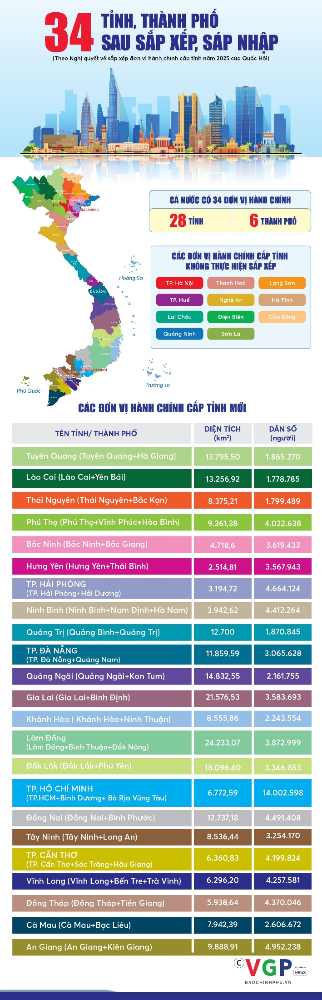 34
TỈNH, THÀNH PHỐ
SAU SẮP XẾP, SÁP NHẬP
(Theo Nghị quyết về sắp xếp đơn vị hành chính cấp tỉnh năm 2025 của Quốc Hội)
HẢI PHÒNG
Hoàng Sa
ĐÀ NẴNG
BIỂN ĐÔNG
TP. HỒ CHÍ MINH
Phú Quốc
Trường sa
CẢ NƯỚC CÓ 34 ĐƠN VỊ HÀNH CHÍNH
28 TỈNH
6 THÀNH PHỐ
CÁC ĐƠN VỊ HÀNH CHÍNH CẤP TỈNH
KHÔNG THỰC HIỆN SẮP XẾP
TP. Hà Nội Thanh Hoá Lạng Sơn
TP. Huế Nghệ An Hà Tĩnh
Lai Châu Điện Biên Cao Bằng
Quảng Ninh Sơn La
CÁC ĐƠN VỊ HÀNH CHÍNH CẤP TỈNH MỚI
TÊN TỈNH/ THÀNH PHỐ DIỆN TÍCH (km²) DÂN SỐ (người)
Tuyên Quang (Tuyên Quang+Hà Giang) 13.795,50 1.865.270
Lào Cai (Lào Cai+Yên Bái) 13.256,92 1.778.785
Thái Nguyên (Thái Nguyên+Bắc Kạn) 8.375,21 1.799.489
Phú Thọ (Phú Thọ+Vĩnh Phúc+Hòa Bình) 9.361,38 4.022.638
Bắc Ninh (Bắc Ninh+Bắc Giang) 4.718,6 3.619.433
Hưng Yên (Hưng Yên+Thái Bình) 2.514,81 3.567.943
TP. HẢI PHÒNG
(TP. Hải Phòng+Hải Dương) 3.194,72 4.664.124
Ninh Bình (Ninh Bình+Nam Định+Hà Nam) 3.942,62 4.412.264
Quảng Trị (Quảng Bình+Quảng Trị) 12.700 1.870.845
TP. ĐÀ NẴNG
(TP. Đà Nẵng+Quảng Nam) 11.859,59 3.065.628
Quảng Ngãi (Quảng Ngãi+Kon Tum) 14.832,55 2.161.755
Gia Lai (Gia Lai+Bình Định) 21.576,53 3.583.693
Khánh Hòa ( Khánh Hòa+Ninh Thuận) 8.555,86 2.243.554
Lâm Đồng
(Lâm Đồng+Bình Thuận+Đắk Nông) 24.233,07 3.872.999
Đắk Lắk (Đắk Lắk+Phú Yên) 18.096,40 3.346.853
TP. HỒ CHÍ MINH
(TP.HCM+Bình Dương+ Bà Rịa Vũng Tàu) 6.772,59 14.002.598
Đồng Nai (Đồng Nai+Bình Phước) 12.737,18 4.491.408
Tây Ninh (Tây Ninh+Long An) 8.536,44 3.254.170
TP. CẦN THƠ
(TP. Cần Thơ+Sóc Trăng+Hậu Giang) 6.360,83 4.199.824
Vĩnh Long (Vĩnh Long+Bến Tre+Trà Vinh) 6.296,20 4.257.581
Đồng Tháp (Đồng Tháp+Tiền Giang) 5.938,64 4.370.046
Cà Mau (Cà Mau+Bạc Liêu) 7.942,39 2.606.672
An Giang (An Giang+Kiên Giang) 9.888,91 4.952.238
© VGP NEWS
BAOCHINHPHU.VN